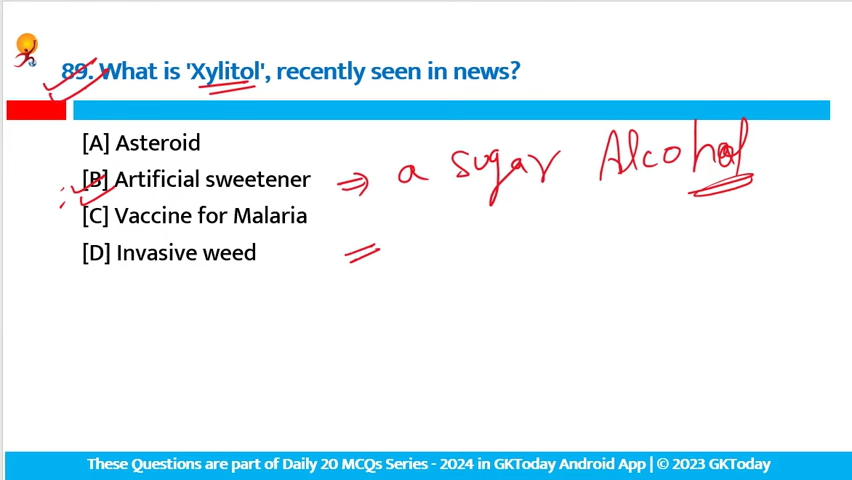 89. What is 'Xylitol', recently seen in news?
[A] Asteroid
[B] Artificial sweetener ⇒ a sugar Alcohol
[C] Vaccine for Malaria
[D] Invasive weed =
These Questions are part of Daily 20 MCQs Series - 2024 in GKToday Android App | © 2023 GKToday